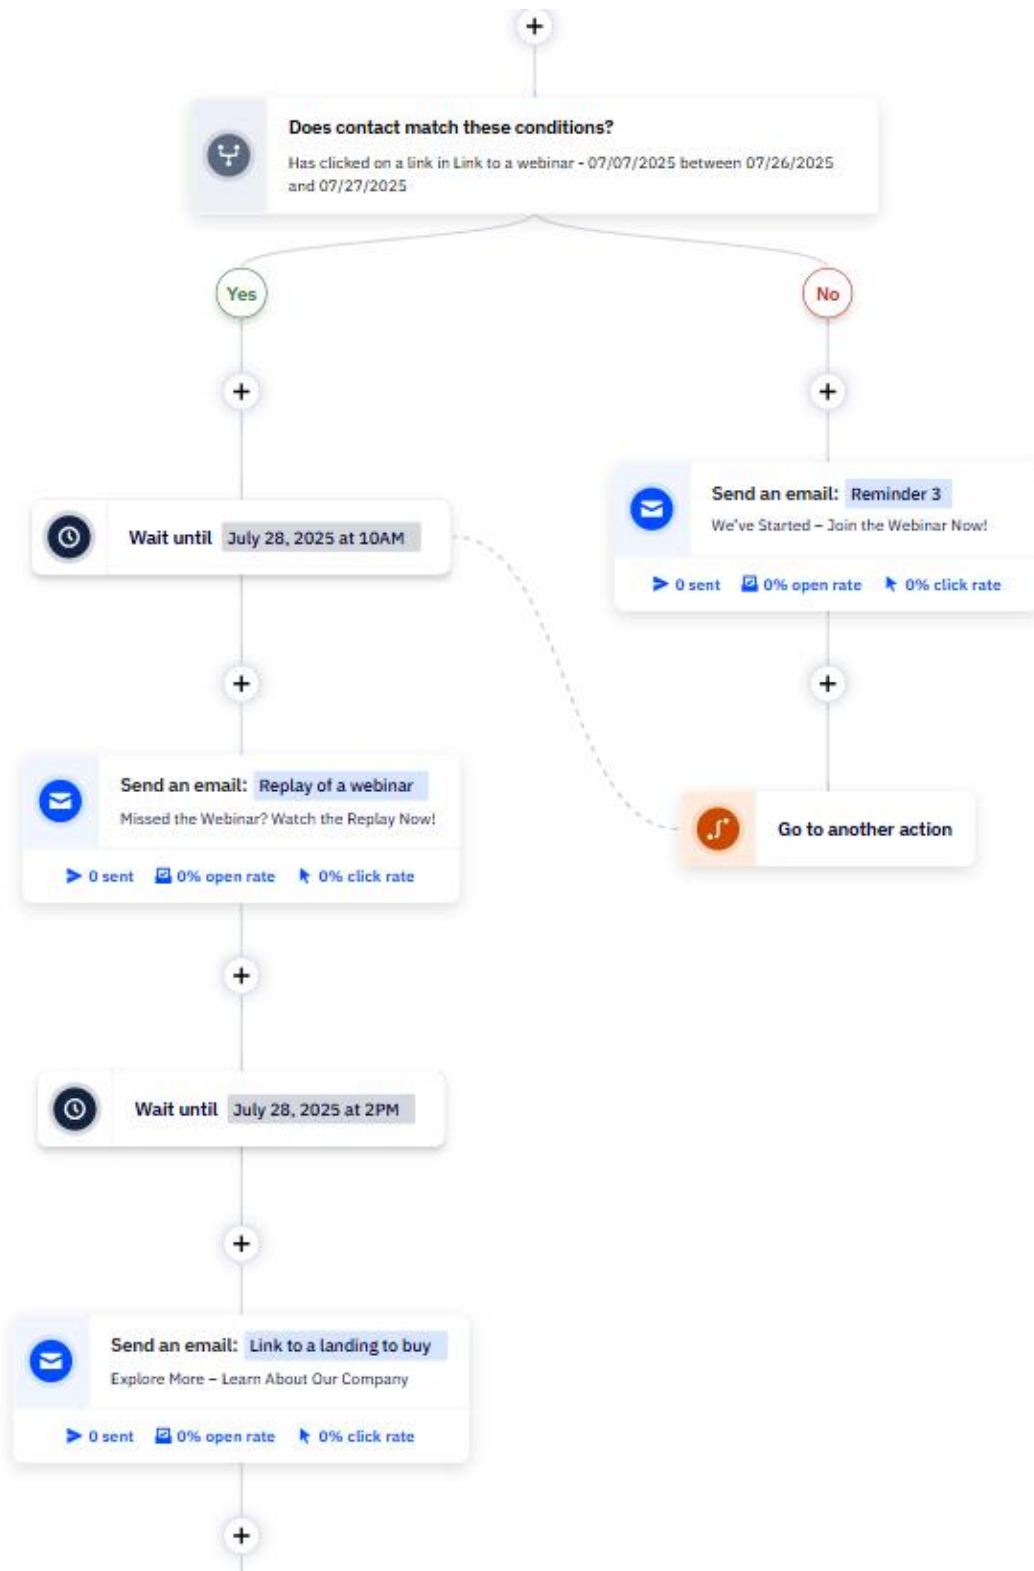 Does contact match these conditions?
Has clicked on a link in Link to a webinar - 07/07/2025 between 07/26/2025
and 07/27/2025
Yes
No
Send an email: Reminder 3
We've Started – Join the Webinar Now!
0 sent 0% open rate 0% click rate
Wait until July 28, 2025 at 10AM
Send an email: Replay of a webinar
Missed the Webinar? Watch the Replay Now!
0 sent 0% open rate 0% click rate
Go to another action
Wait until July 28, 2025 at 2PM
Send an email: Link to a landing to buy
Explore More – Learn About Our Company
0 sent 0% open rate 0% click rate